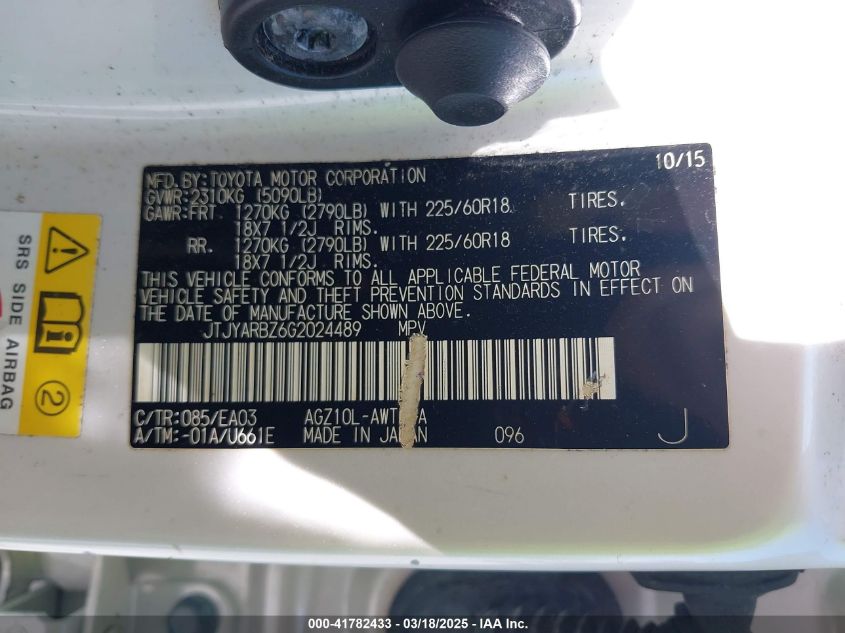 10/15
MFD.BY:TOYOTA MOTOR CORPORATION
GVWR:2310KG (5090LB)
GAWR:FRT 1270KG (2790LB) WITH 225/60R18 TIRES.
18X7 1/2J RIMS.
RR. 1270KG (2790LB) WITH 225/60R18 TIRES.
18X7 1/2J RIMS.
THIS VEHICLE CONFORMS TO ALL APPLICABLE FEDERAL MOTOR
VEHICLE SAFETY AND THEFT PREVENTION STANDARDS IN EFFECT ON
THE DATE OF MANUFACTURE SHOWN ABOVE.
JTJYARBZ6G2024489 MPV
C/TR:085/EA03
A/TM:-01A/U661E MADE IN JAPAN 096 J
SRS SIDE AIRBAG
2
000-41782433 - 03/18/2025 - IAA Inc.